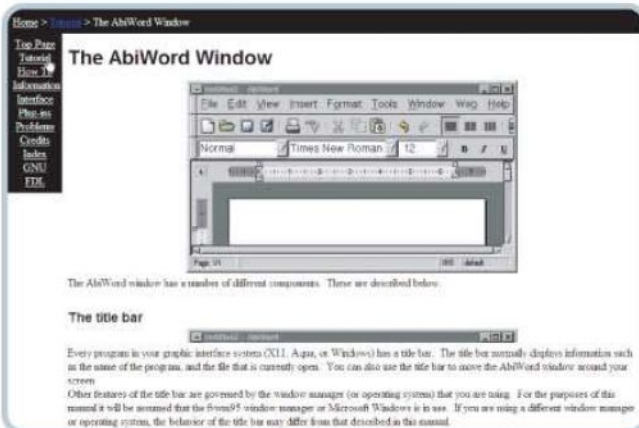 Home > Tutorial > The AbiWord Window
Top Page
Tutorial
How To
Information
Interface
Plug-ins
Problems
Credits
Index
GNU
FDL
The AbiWord Window
File Edit View Insert Format Tools Window Web Help
Normal Times New Roman 12 B I U
Page: 1/1 INS default
The AbiWord window has a number of different components. These are described below.
The title bar
Every program in your graphic interface system (X11, Aqua, or Windows) has a title bar. The title bar normally displays information such
as the name of the program, and the file that is currently open. You can also use the title bar to move the AbiWord window around your
screen.
Other features of the title bar are governed by the window manager (or operating system) that you are using. For the purposes of this
manual it will be assumed that the fvwm95 window manager or Microsoft Windows is in use. If you are using a different window manager
or operating system, the behavior of the title bar may differ from that described in this manual.